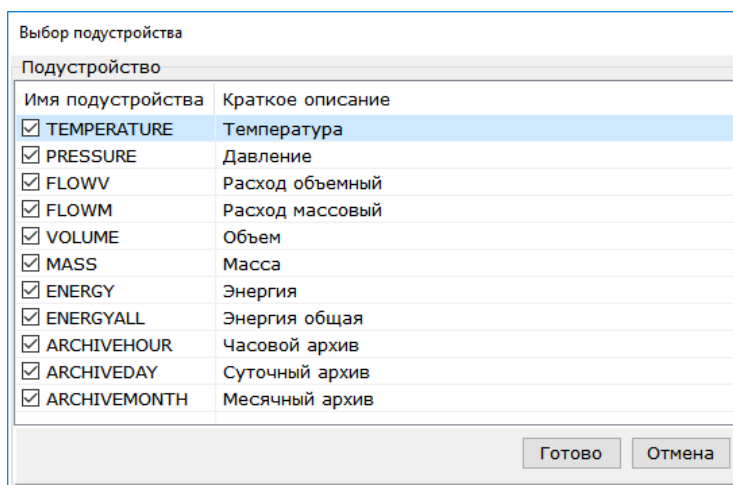 Выбор подустройства
Подустройство
Имя подустройства Краткое описание
TEMPERATURE Температура
PRESSURE Давление
FLOWV Расход объемный
FLOWM Расход массовый
VOLUME Объем
MASS Масса
ENERGY Энергия
ENERGYALL Энергия общая
ARCHIVEHOUR Часовой архив
ARCHIVEDAY Суточный архив
ARCHIVEMONTH Месячный архив
Готово Отмена